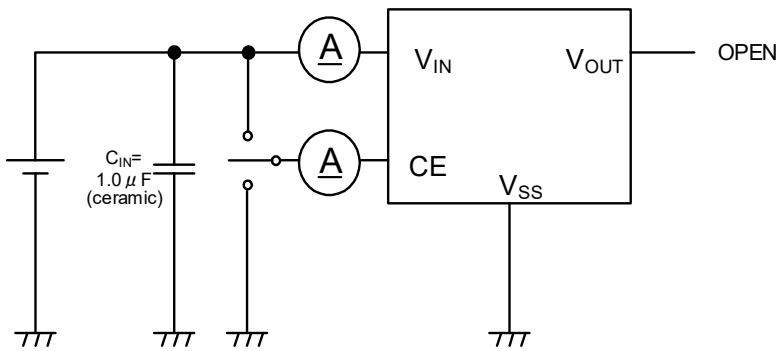 A
V_IN
V_OUT
OPEN
C_IN=
1.0 μ F
(ceramic)
A
CE
V_SS